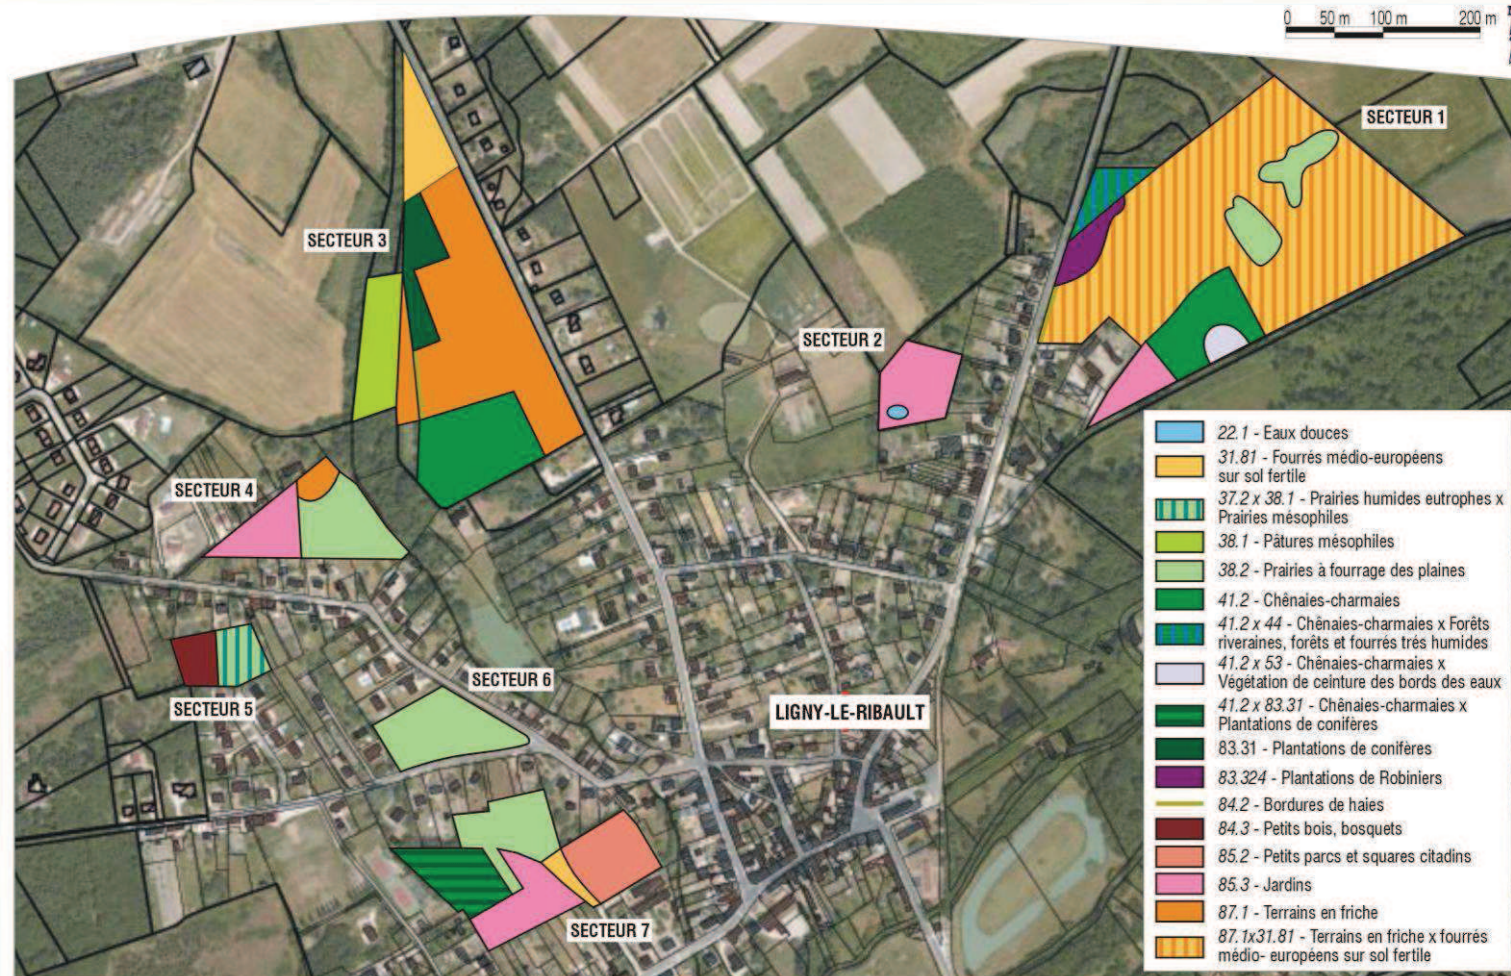 0 50 m 100 m 200 m
SECTEUR 1
SECTEUR 3
SECTEUR 2
SECTEUR 4
SECTEUR 6
SECTEUR 5
LIGNY-LE-RIBAULT
SECTEUR 7
22.1 - Eaux douces
31.81 - Fourrés médio-européens
sur sol fertile
37.2 x 38.1 - Prairies humides eutrophes x
Prairies mésophiles
38.1 - Pâtures mésophiles
38.2 - Prairies à fourrage des plaines
41.2 - Chênaies-charmaies
41.2 x 44 - Chênaies-charmaies x Forêts
riveraines, forêts et fourrés trés humides
41.2 x 53 - Chênaies-charmaies x
Végétation de ceinture des bords des eaux
41.2 x 83.31 - Chênaies-charmaies x
Plantations de conifères
83.31 - Plantations de conifères
83.324 - Plantations de Robiniers
84.2 - Bordures de haies
84.3 - Petits bois, bosquets
85.2 - Petits parcs et squares citadins
85.3 - Jardins
87.1 - Terrains en friche
87.1x31.81 - Terrains en friche x fourrés
médio- européens sur sol fertile